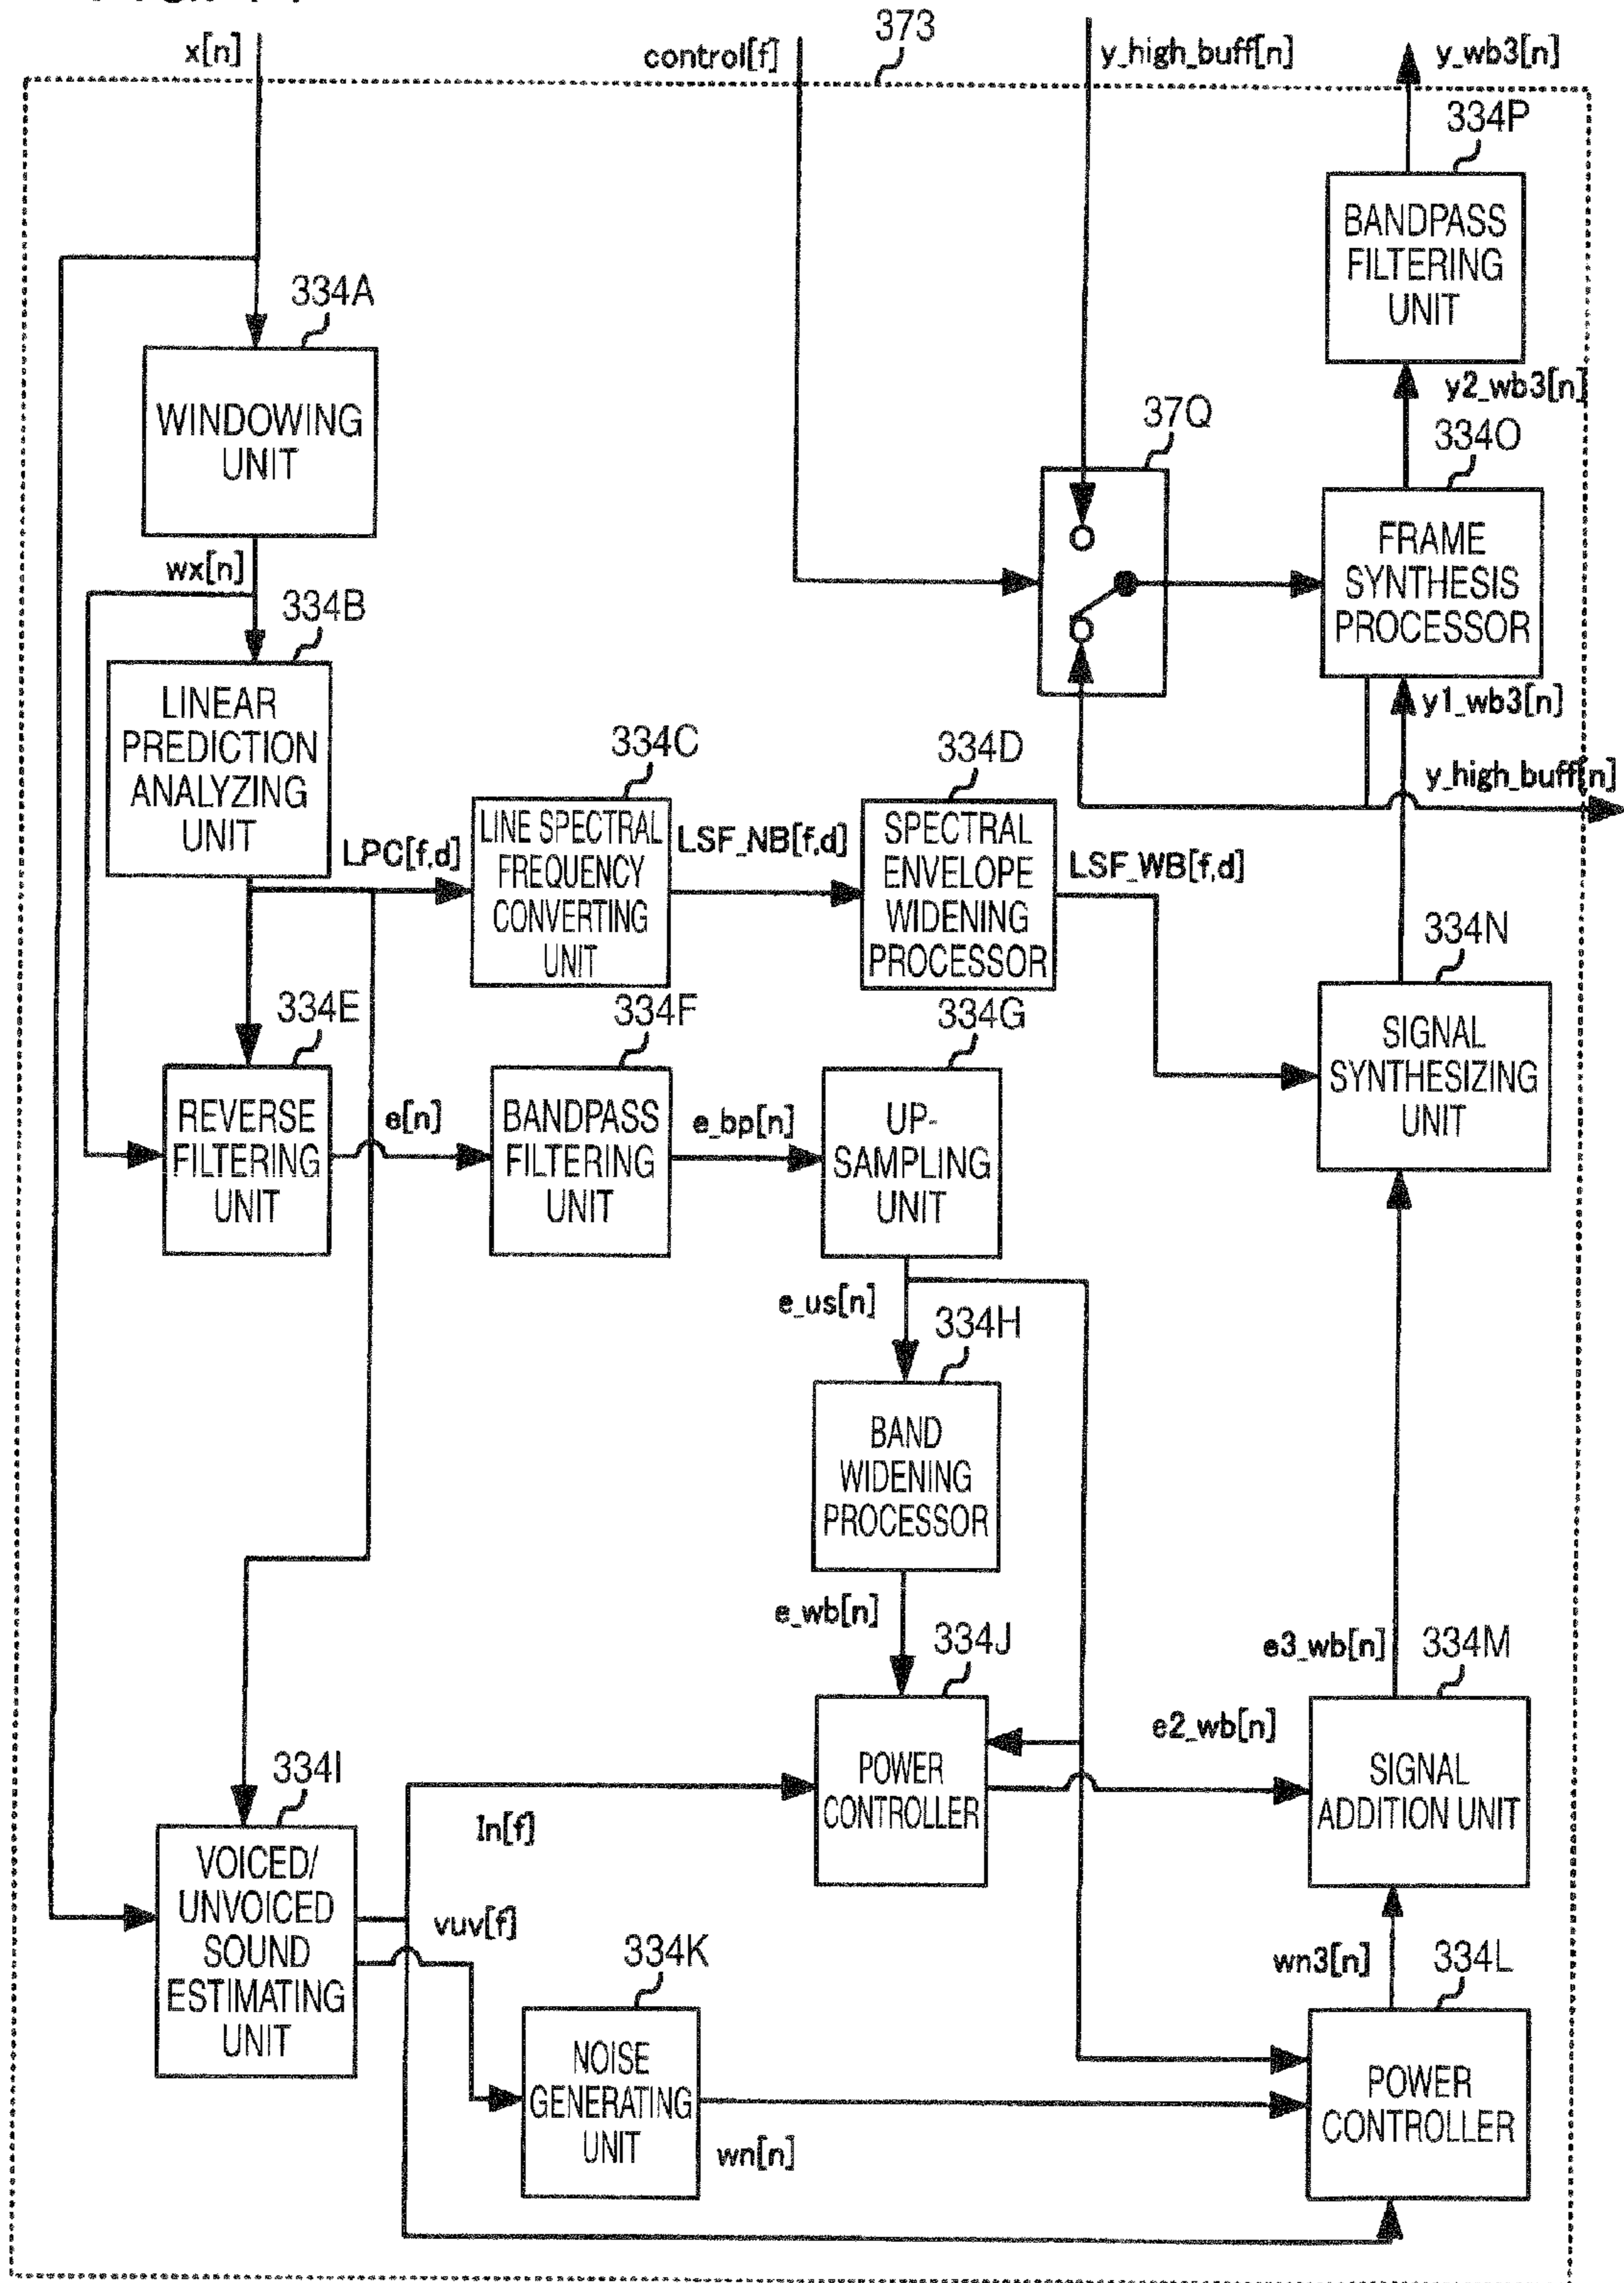 373
x[n]
control[f]
y_high_buff[n]
y_wb3[n]
334P
BANDPASS
FILTERING
UNIT
334A
WINDOWING
UNIT
y2_wb3[n]
37Q
334O
FRAME
SYNTHESIS
PROCESSOR
wx[n]
334B
LINEAR
PREDICTION
ANALYZING
UNIT
y1_wb3[n]
y_high_buff[n]
LPC[f,d]
334C
LINE SPECTRAL
FREQUENCY
CONVERTING
UNIT
LSF_NB[f,d]
334D
SPECTRAL
ENVELOPE
WIDENING
PROCESSOR
LSF_WB[f,d]
334N
SIGNAL
SYNTHESIZING
UNIT
334E
REVERSE
FILTERING
UNIT
e[n]
334F
BANDPASS
FILTERING
UNIT
e_bp[n]
334G
UP-
SAMPLING
UNIT
e_us[n]
334H
BAND
WIDENING
PROCESSOR
e_wb[n]
334J
POWER
CONTROLLER
e3_wb[n]
334M
e2_wb[n]
SIGNAL
ADDITION UNIT
334I
VOICED/
UNVOICED
SOUND
ESTIMATING
UNIT
In[f]
vuv[f]
334K
NOISE
GENERATING
UNIT
wn[n]
wn3[n]
334L
POWER
CONTROLLER